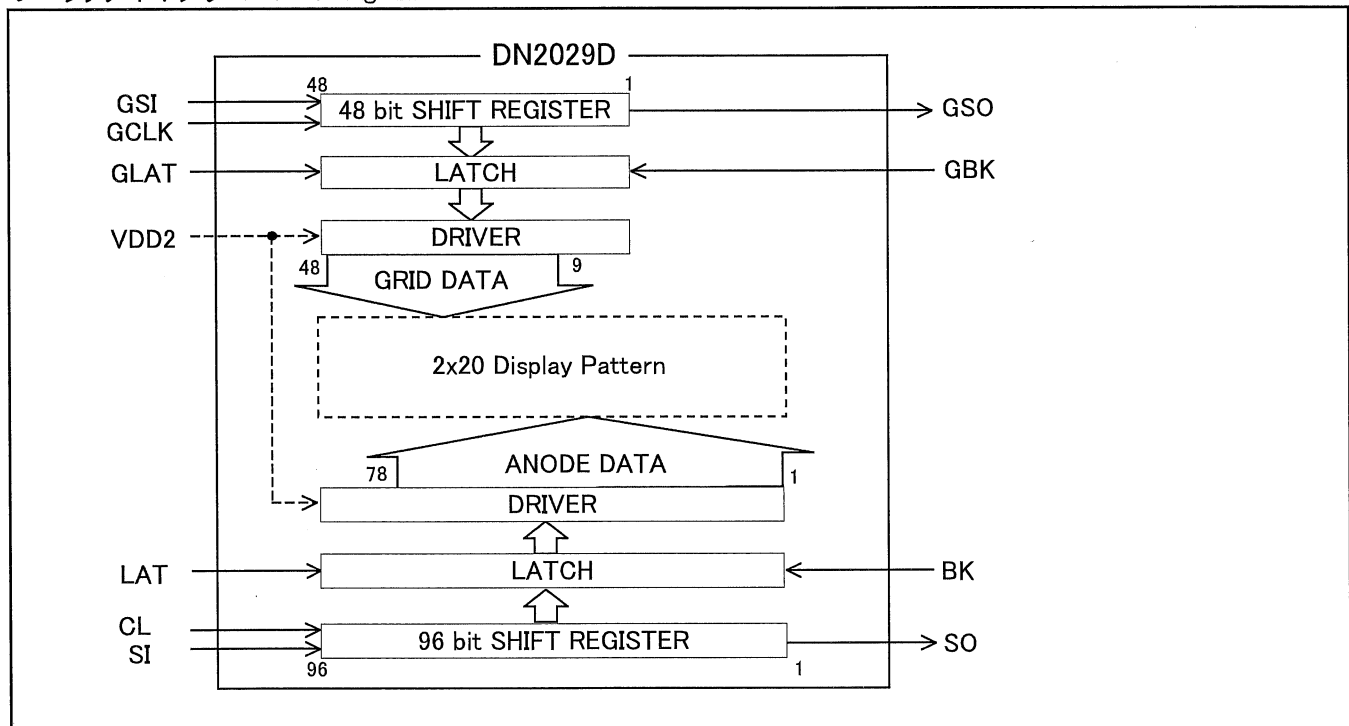 DN2029D
48 1
GSI 48 bit SHIFT REGISTER GSO
GCLK
GLAT LATCH GBK
VDD2 DRIVER
48 GRID DATA 9
2x20 Display Pattern
78 ANODE DATA 1
DRIVER
LAT LATCH BK
CL 96 bit SHIFT REGISTER SO
SI
96 1